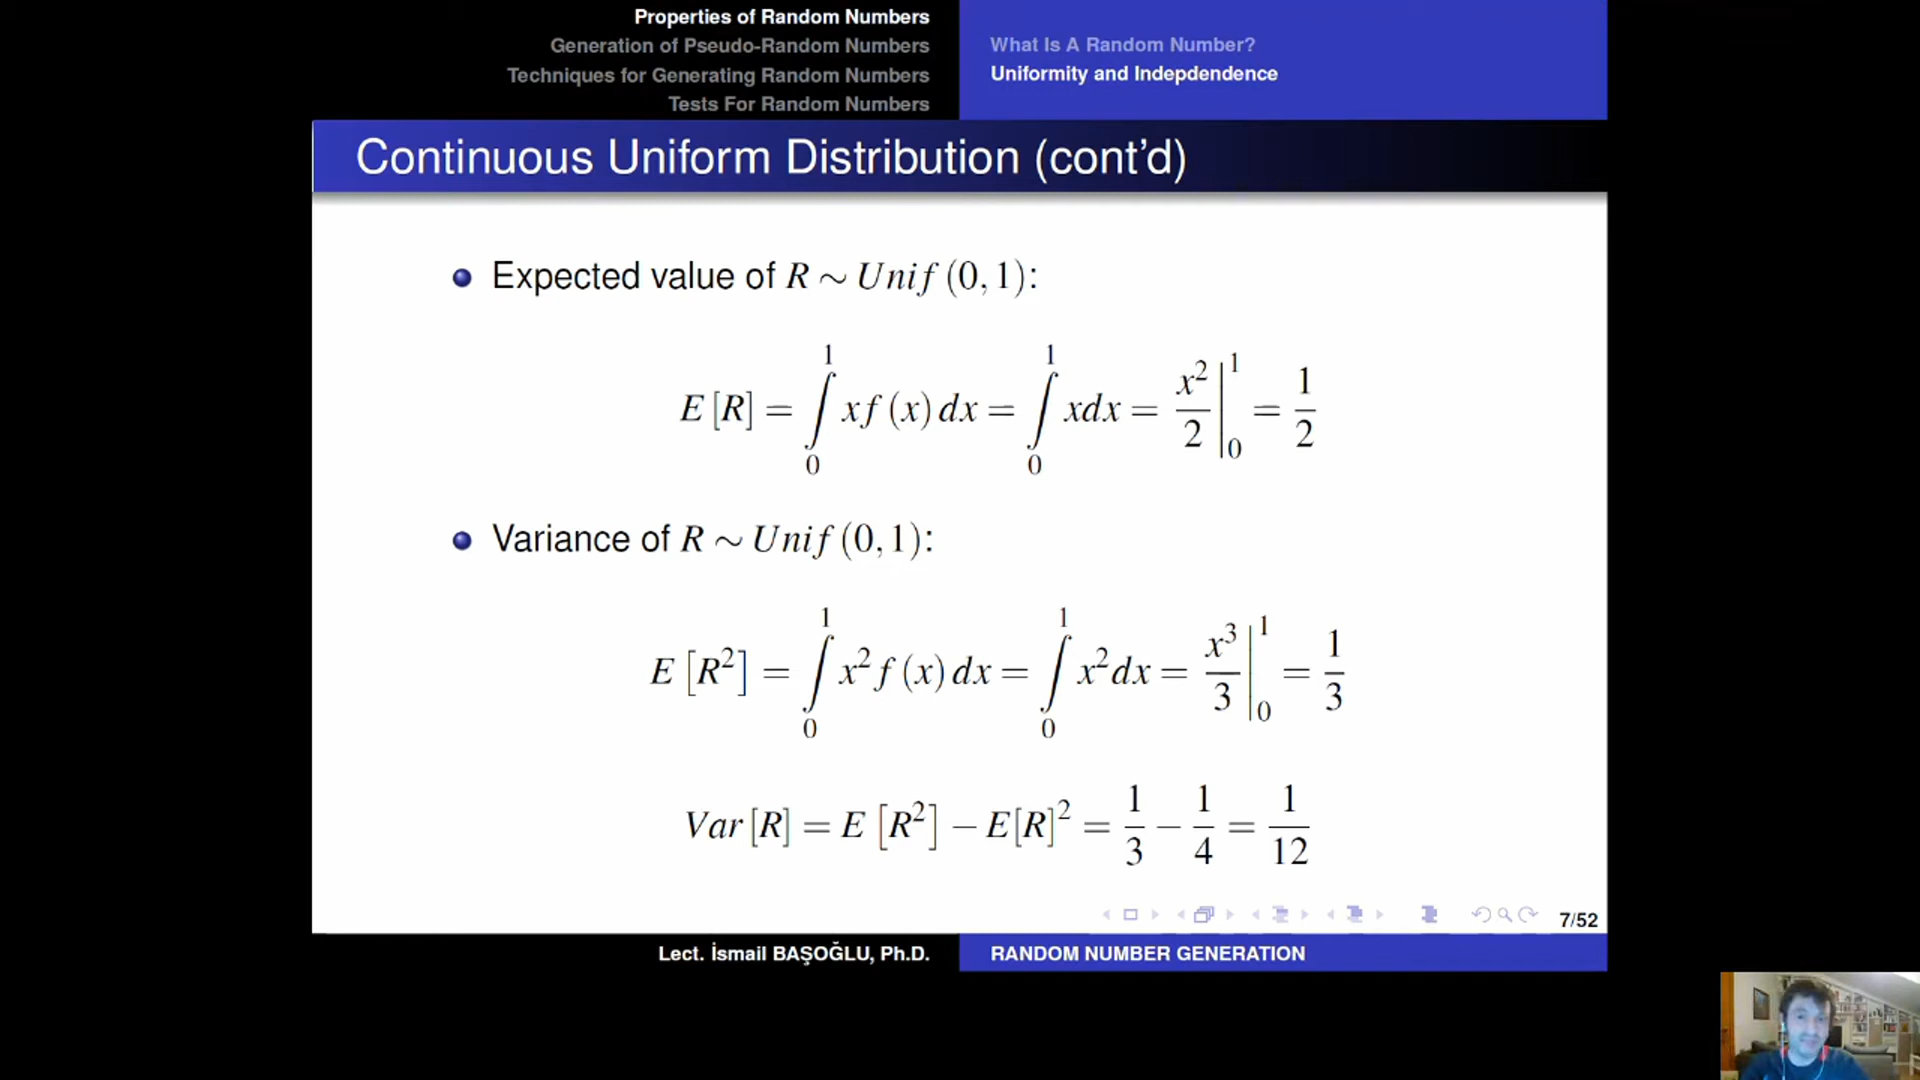 Properties of Random Numbers
Generation of Pseudo-Random Numbers
Techniques for Generating Random Numbers
Tests For Random Numbers
What Is A Random Number?
Uniformity and Indepdendence
Continuous Uniform Distribution (cont'd)
Expected value of R ∼ Unif (0, 1):
E [R] = ∫₀¹ xf (x) dx = ∫₀¹ xdx = x²/2 |₀¹ = 1/2
Variance of R ∼ Unif (0, 1):
E [R²] = ∫₀¹ x² f (x) dx = ∫₀¹ x² dx = x³/3 |₀¹ = 1/3
Var [R] = E [R²] − E[R]² = 1/3 − 1/4 = 1/12
7/52
Lect. İsmail BAŞOĞLU, Ph.D.
RANDOM NUMBER GENERATION